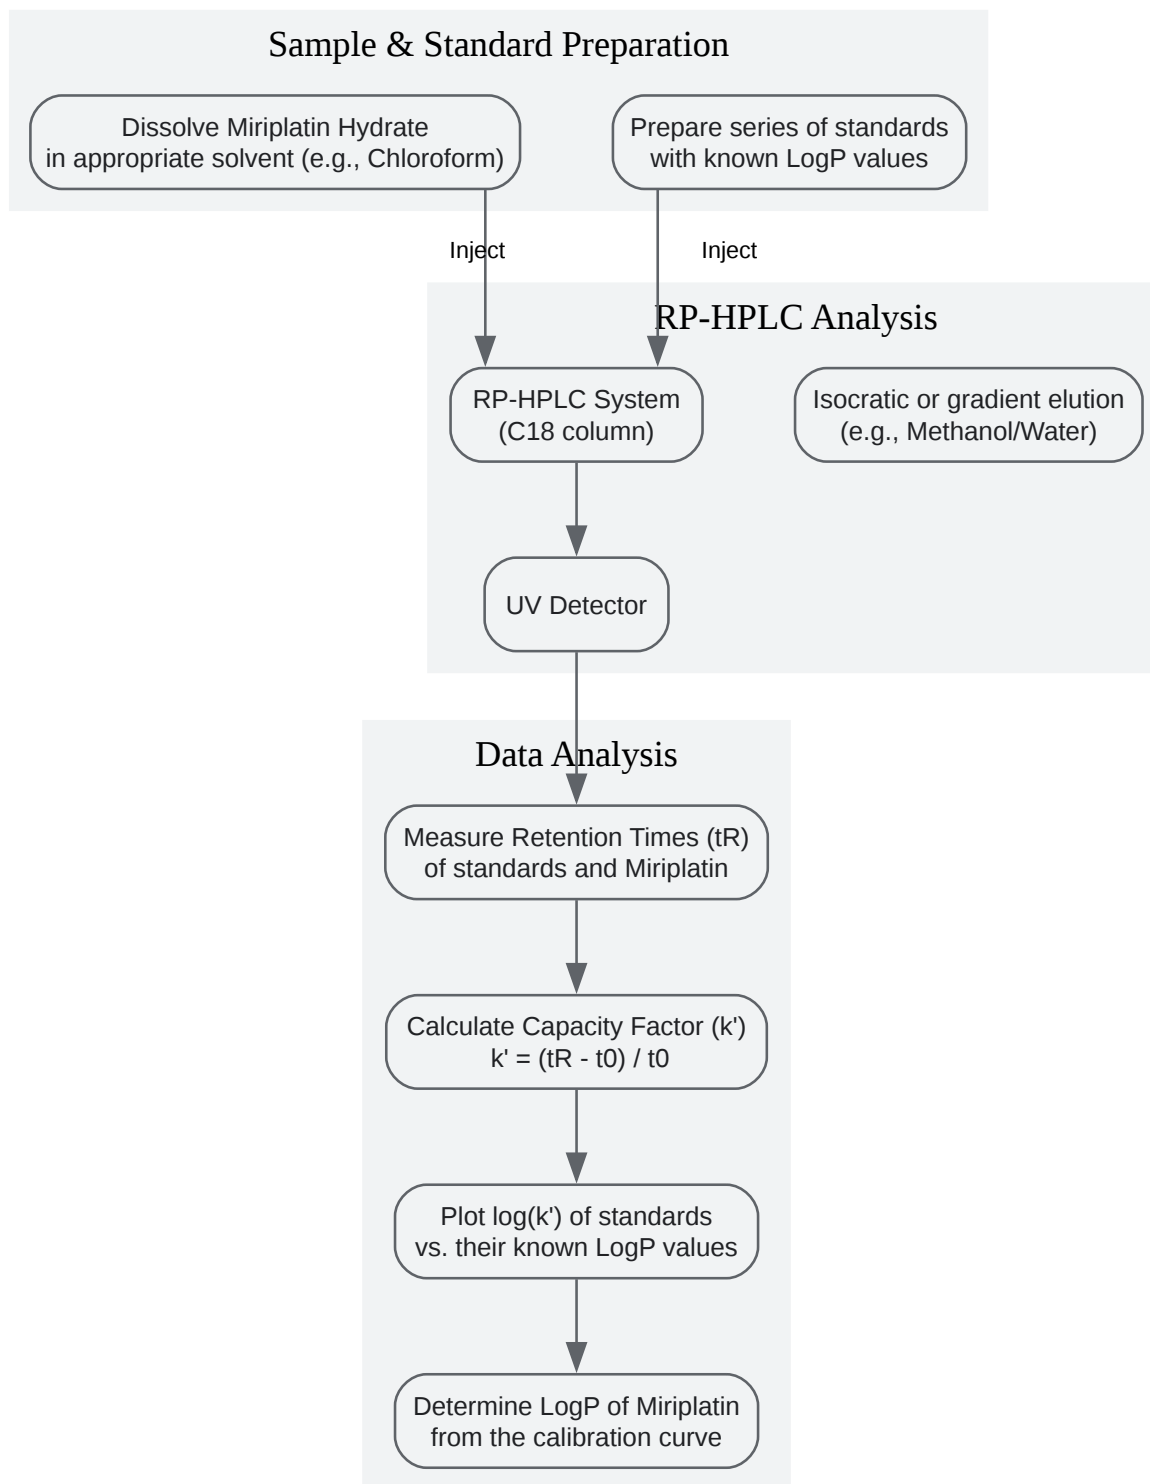 Sample & Standard Preparation
Dissolve Miriplatin Hydrate
in appropriate solvent (e.g., Chloroform)
Prepare series of standards
with known LogP values
Inject
Inject
RP-HPLC Analysis
RP-HPLC System
(C18 column)
Isocratic or gradient elution
(e.g., Methanol/Water)
UV Detector
Data Analysis
Measure Retention Times (tR)
of standards and Miriplatin
Calculate Capacity Factor (k')
k' = (tR - t0) / t0
Plot log(k') of standards
vs. their known LogP values
Determine LogP of Miriplatin
from the calibration curve